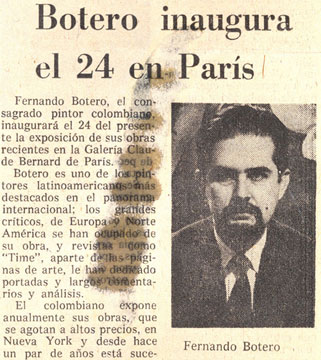 Botero inaugura
el 24 en París
Fernando Botero, el con-
sagrado pintor colombiano,
inaugurará el 24 del presen-
te la exposición de sus obras
recientes en la Galería Clau-
de Bernard de París.
Botero es uno de los pin-
tores latinoamericanos más
destacados en el panorama
internacional; los grandes
críticos, de Europa y Norte
América se han ocupado de
su obra, y revistas como
"Time", aparte de las pági-
nas de arte, le han dedicado
portadas y largos comenta-
rios y análisis.
El colombiano expone
anualmente sus obras, que
se agotan a altos precios, en
Nueva York y desde hace
un par de años está suce-
Fernando Botero